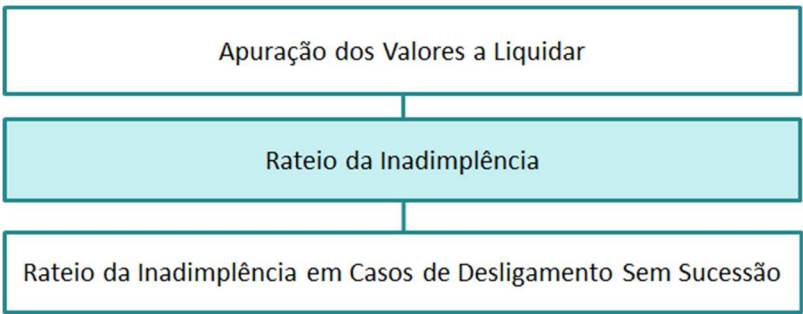 Apuração dos Valores a Liquidar
Rateio da Inadimplência
Rateio da Inadimplência em Casos de Desligamento Sem Sucessão